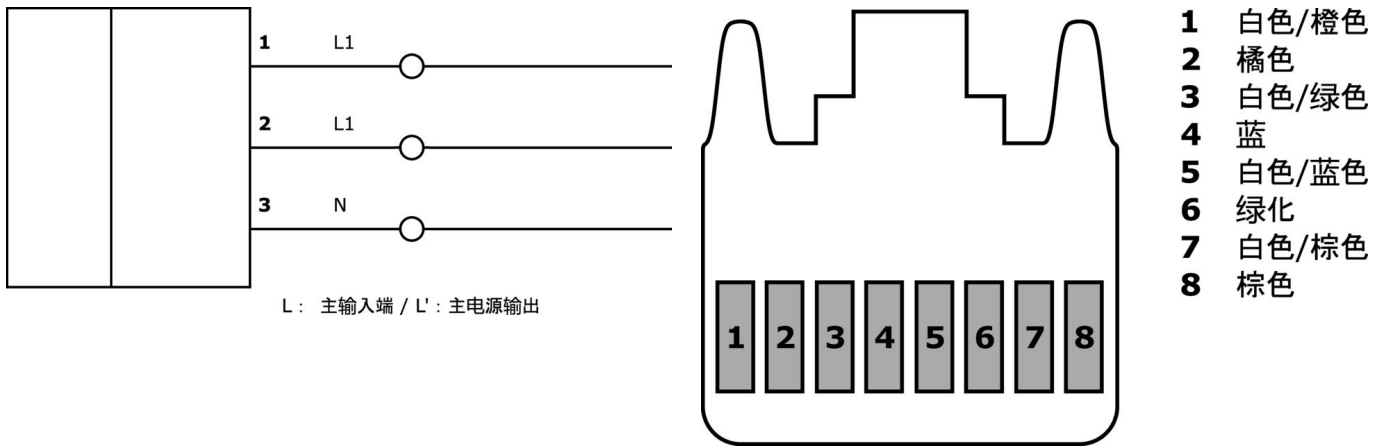 1 L1
2 L1
3 N
L： 主输入端 / L'：主电源输出
1 2 3 4 5 6 7 8
1 白色/橙色
2 橘色
3 白色/绿色
4 蓝
5 白色/蓝色
6 绿化
7 白色/棕色
8 棕色